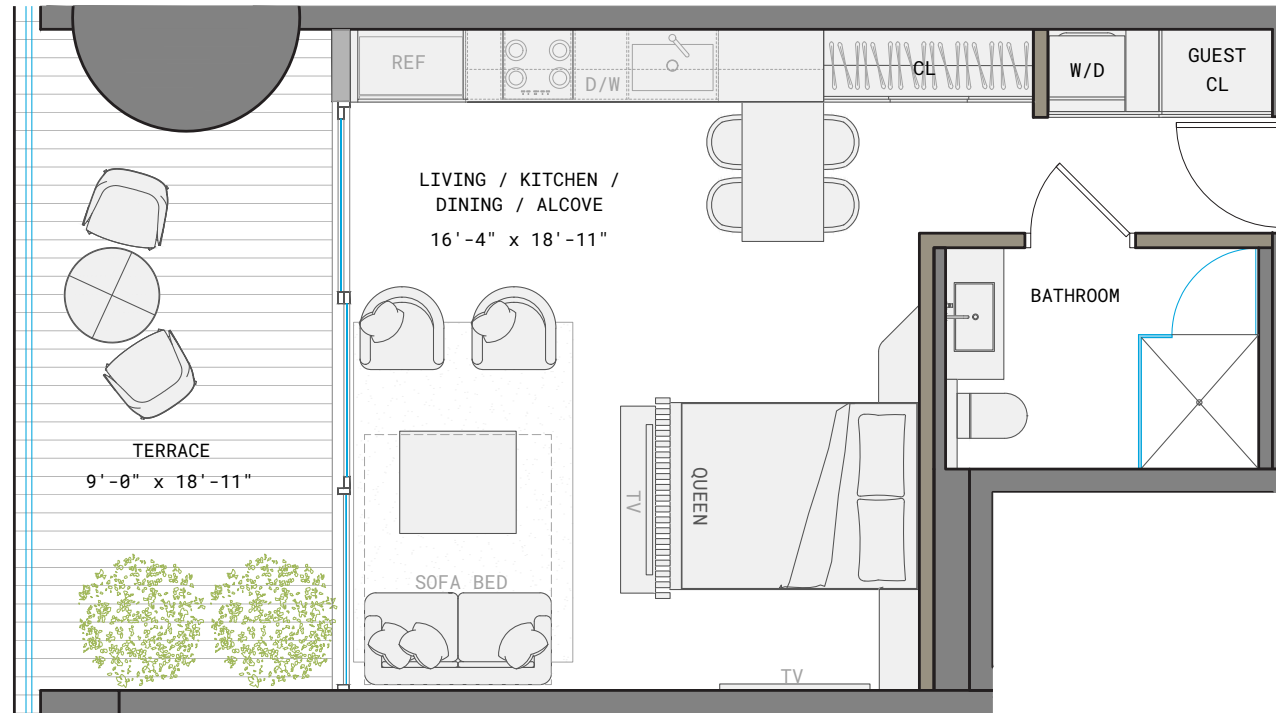 REF
D/W
CL
W/D
GUEST
CL
LIVING / KITCHEN /
DINING / ALCOVE
16'-4" x 18'-11"
BATHROOM
TERRACE
9'-0" x 18'-11"
TV
QUEEN
SOFA BED
TV